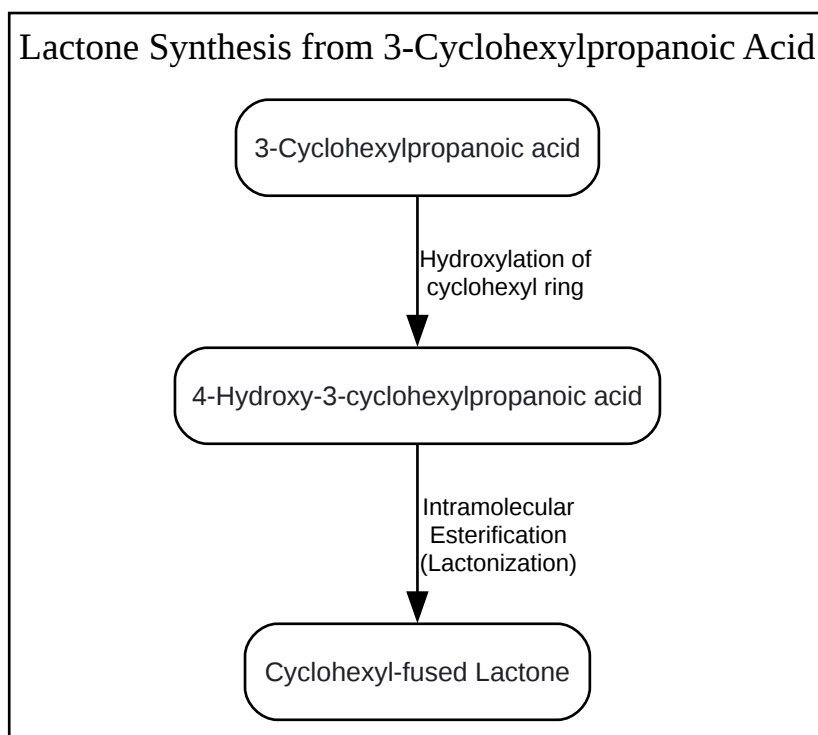 Lactone Synthesis from 3-Cyclohexylpropanoic Acid
3-Cyclohexylpropanoic acid
Hydroxylation of
cyclohexyl ring
4-Hydroxy-3-cyclohexylpropanoic acid
Intramolecular
Esterification
(Lactonization)
Cyclohexyl-fused Lactone